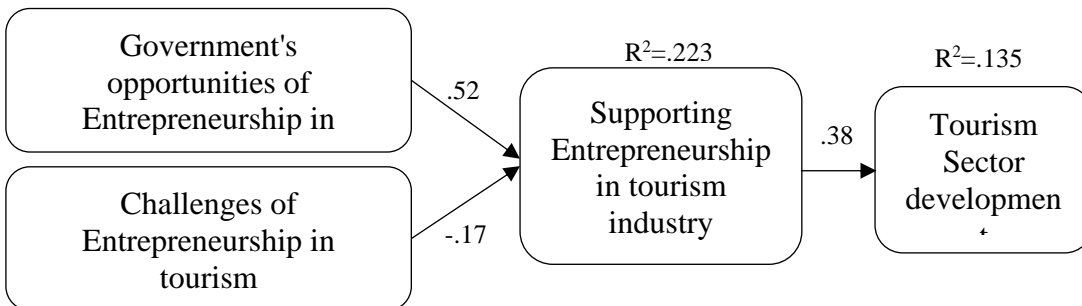 Government's
opportunities of
Entrepreneurship in
Challenges of
Entrepreneurship in
tourism
.52
-.17
R²=.223
Supporting
Entrepreneurship
in tourism
industry
.38
R²=.135
Tourism
Sector
developmen